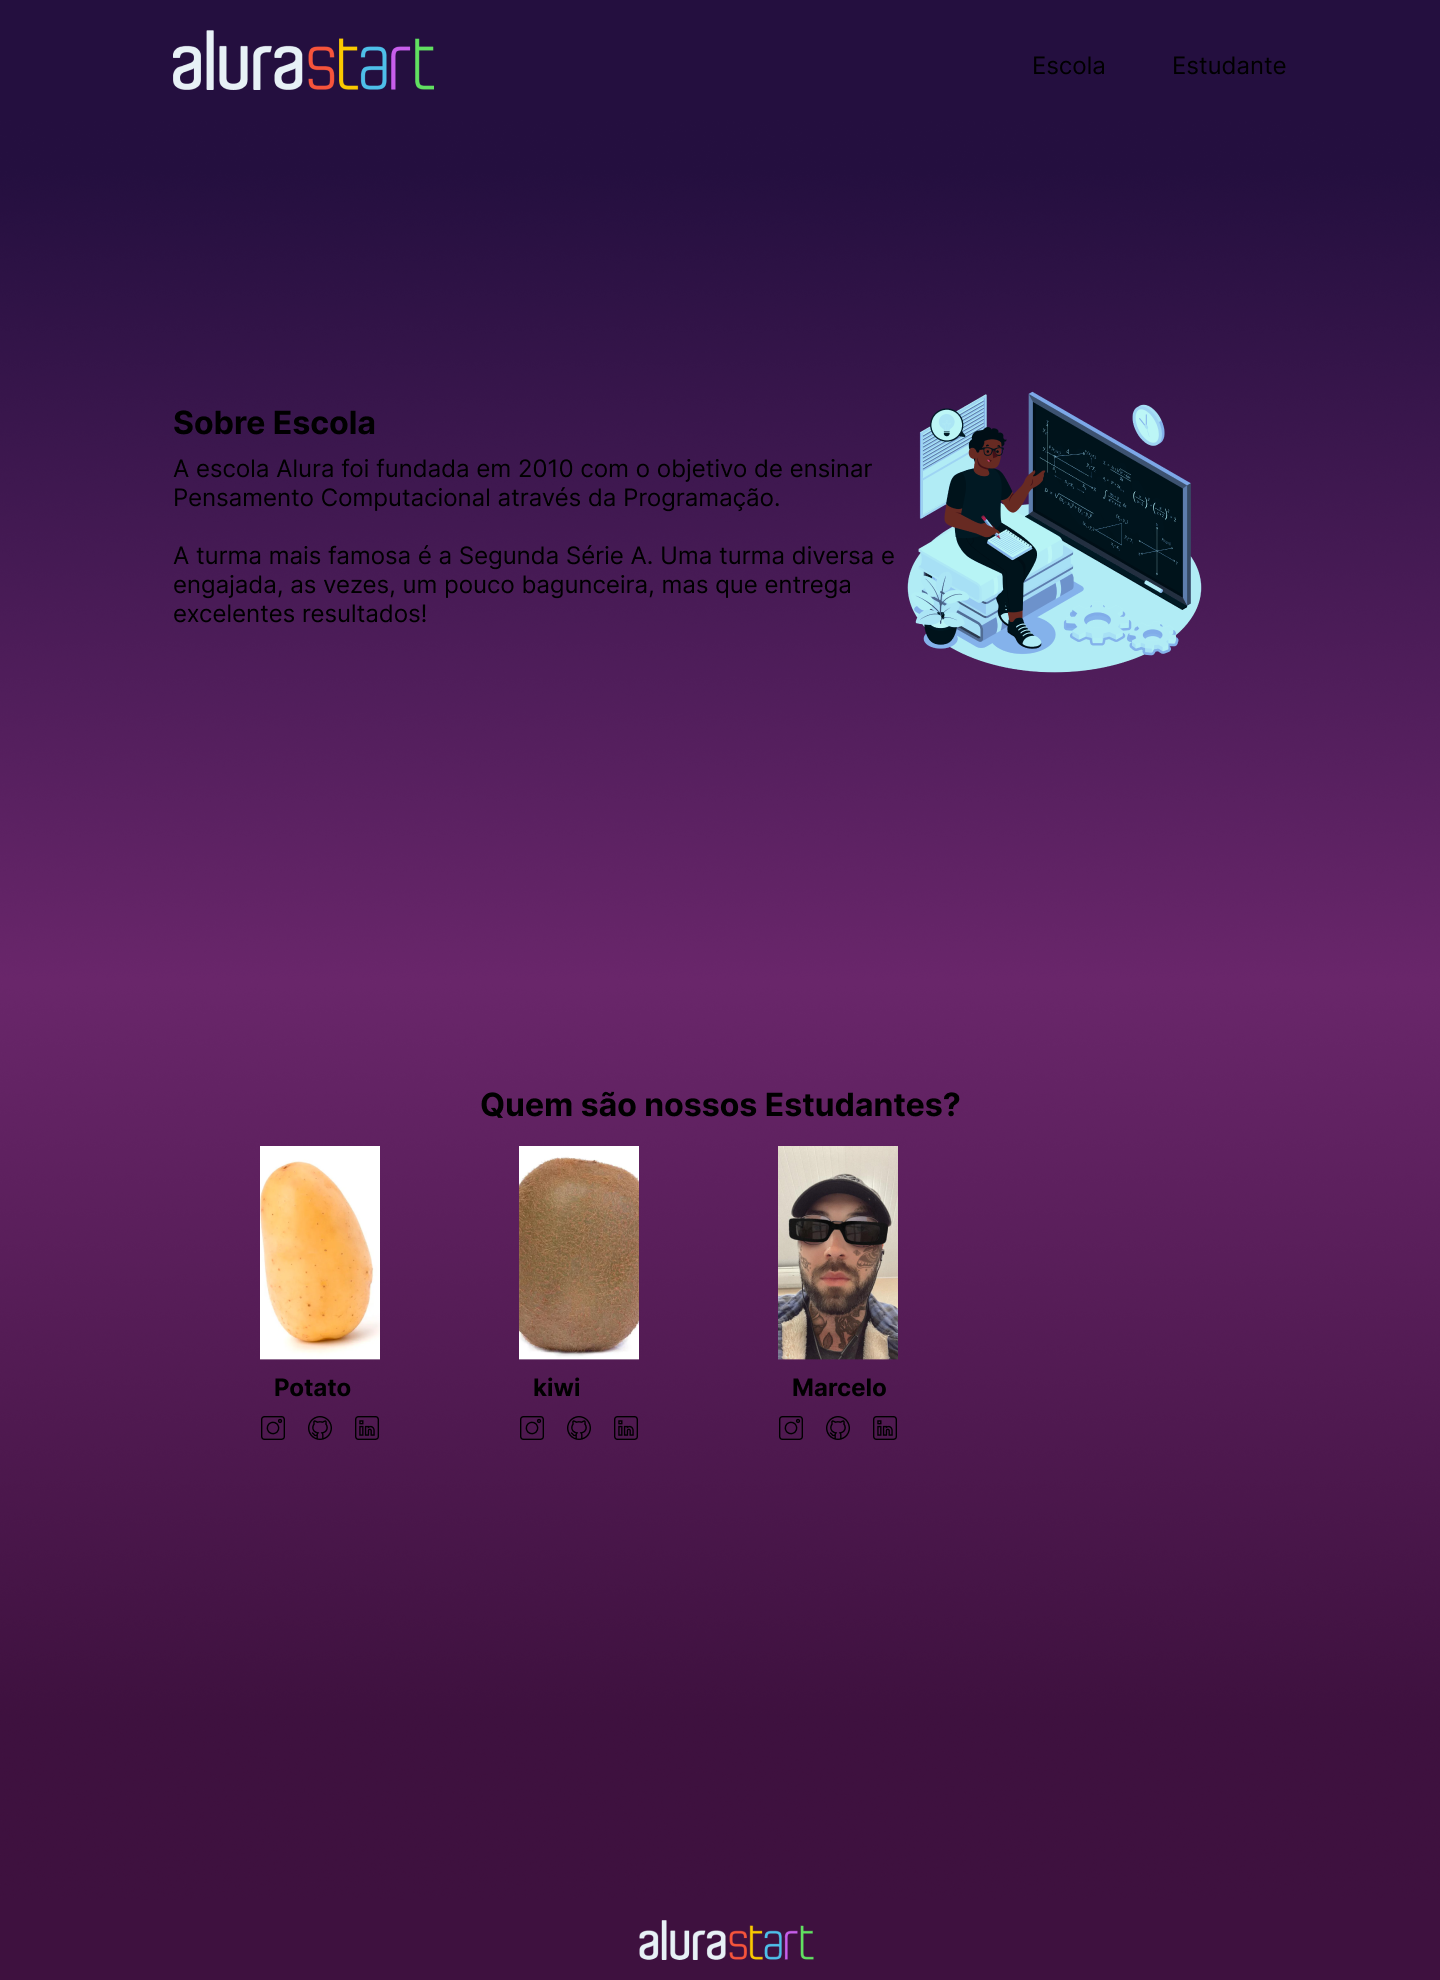 alurastart
Escola Estudante
Sobre Escola
A escola Alura foi fundada em 2010 com o objetivo de ensinar
Pensamento Computacional através da Programação.
A turma mais famosa é a Segunda Série A. Uma turma diversa e
engajada, as vezes, um pouco bagunceira, mas que entrega
excelentes resultados!
Quem são nossos Estudantes?
Potato kiwi Marcelo
alurastart